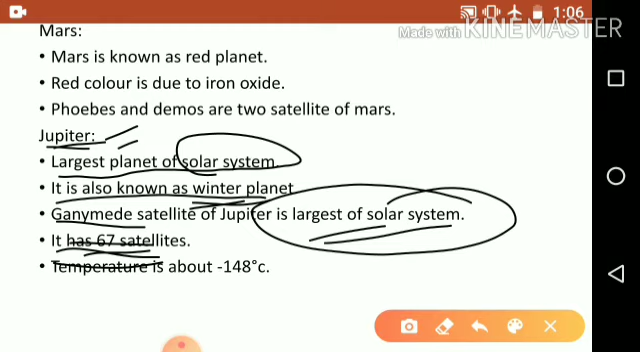 1:06
Made with KINEMASTER
Mars:
• Mars is known as red planet.
• Red colour is due to iron oxide.
• Phoebes and demos are two satellite of mars.
Jupiter:
• Largest planet of solar system.
• It is also known as winter planet
• Ganymede satellite of Jupiter is largest of solar system.
• It has 67 satellites.
• Temperature is about -148°c.